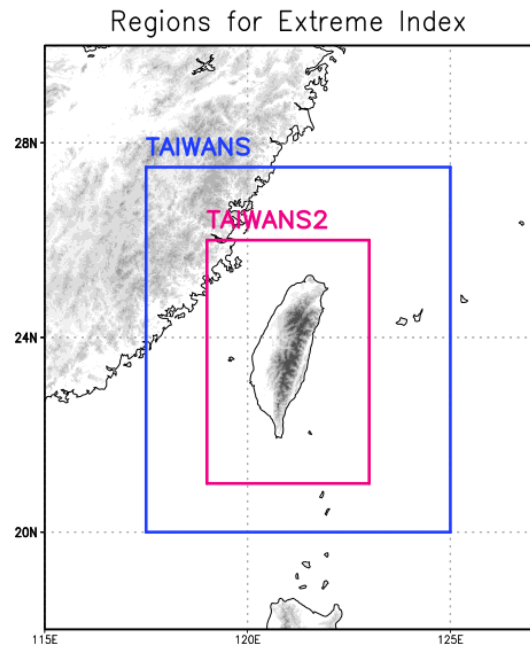 Regions for Extreme Index
28N
TAIWANS
TAIWANS2
24N
20N
115E
120E
125E